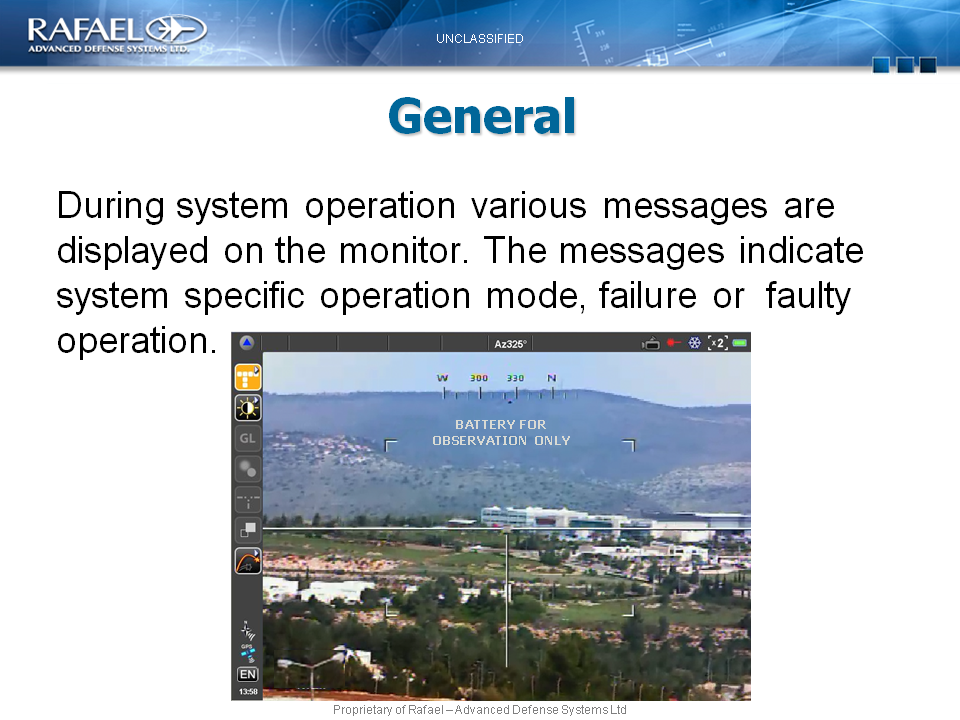 RAFAEL
ADVANCED DEFENSE SYSTEMS LTD.
UNCLASSIFIED
General
During system operation various messages are
displayed on the monitor. The messages indicate
system specific operation mode, failure or faulty
operation.
Az325°
x2
W 300 330 N
BATTERY FOR
OBSERVATION ONLY
GL
N
GPS
EN
13:58
Proprietary of Rafael – Advanced Defense Systems Ltd